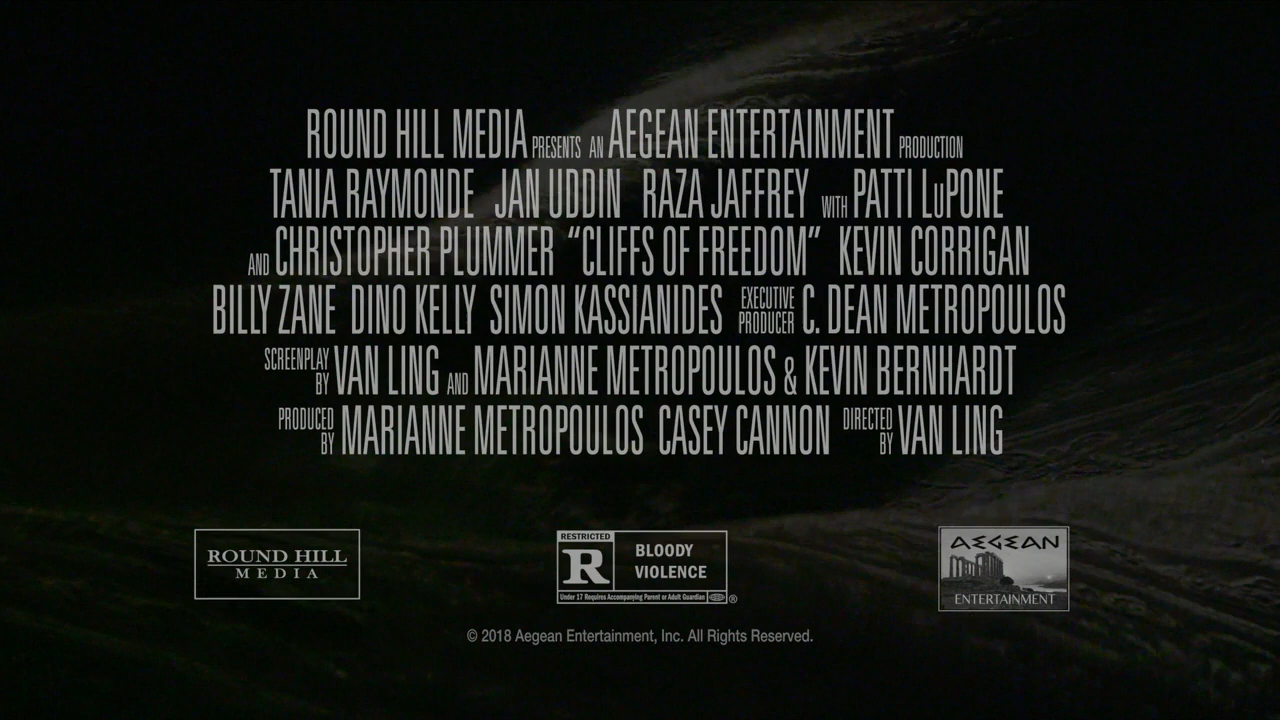 ROUND HILL MEDIA PRESENTS AN AEGEAN ENTERTAINMENT PRODUCTION
TANIA RAYMONDE JAN UDDIN RAZA JAFFREY WITH PATTI LuPONE
AND CHRISTOPHER PLUMMER “CLIFFS OF FREEDOM” KEVIN CORRIGAN
BILLY ZANE DINO KELLY SIMON KASSIANIDES EXECUTIVE PRODUCER C. DEAN METROPOULOS
SCREENPLAY BY VAN LING AND MARIANNE METROPOULOS & KEVIN BERNHARDT
PRODUCED BY MARIANNE METROPOULOS CASEY CANNON DIRECTED BY VAN LING
ROUND HILL
MEDIA
RESTRICTED
R
BLOODY
VIOLENCE
Under 17 Requires Accompanying Parent or Adult Guardian
®
AEGEAN
ENTERTAINMENT
© 2018 Aegean Entertainment, Inc. All Rights Reserved.